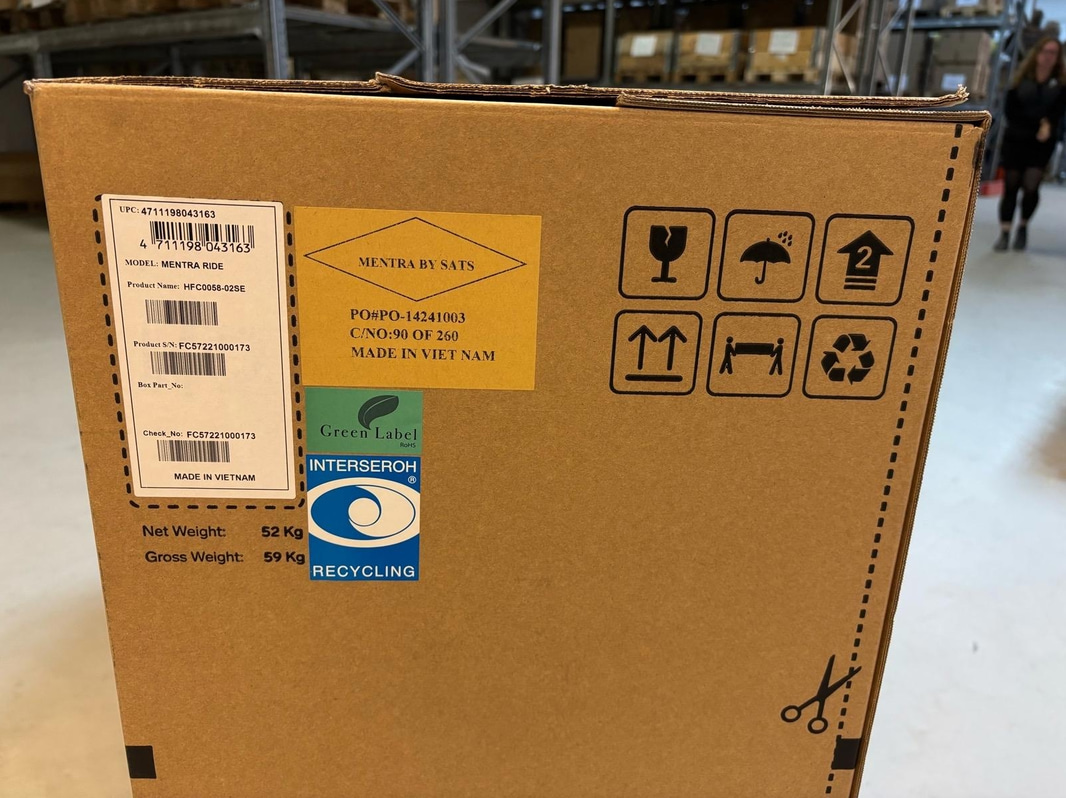 UPC: 4711198043163
4 711198 043163
MODEL: MENTRA RIDE
Product Name: HFC0058-02SE
Product S/N: FC57221000173
Box Part_No:
Check_No: FC57221000173
MADE IN VIETNAM
MENTRA BY SATS
PO#PO-14241003
C/NO:90 OF 260
MADE IN VIET NAM
Green Label
RoHS
INTERSEROH
®
RECYCLING
Net Weight: 52 Kg
Gross Weight: 59 Kg
2